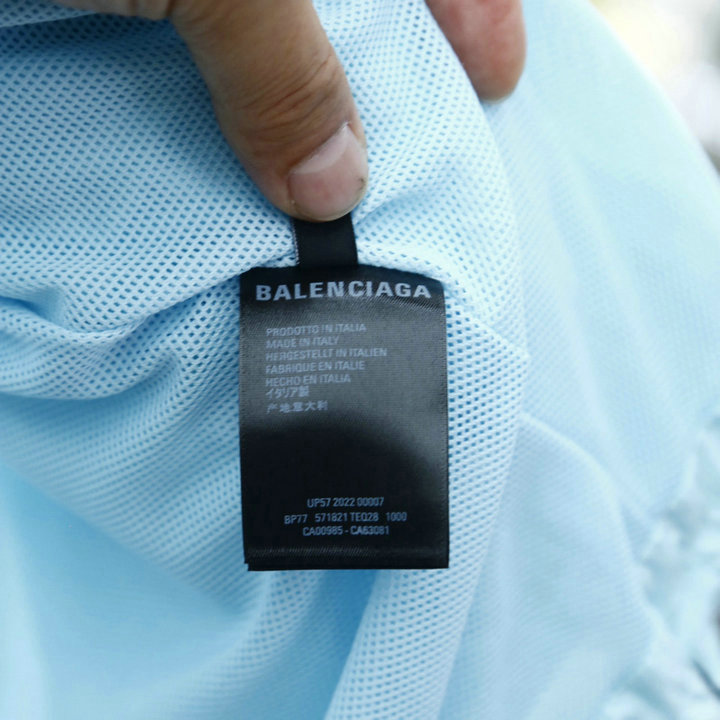 BALENCIAGA
PRODOTTO IN ITALIA
MADE IN ITALY
HERGESTELLT IN ITALIEN
FABRIQUE EN ITALIE
HECHO EN ITALIA
イタリア製
产地意大利
UP57 2022 00007
BP77 571821 TEQ28 1000
CA00985 - CA63081